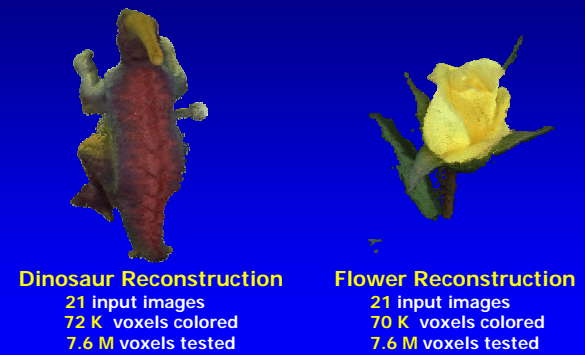 Dinosaur Reconstruction
21 input images
72 K voxels colored
7.6 M voxels tested
Flower Reconstruction
21 input images
70 K voxels colored
7.6 M voxels tested